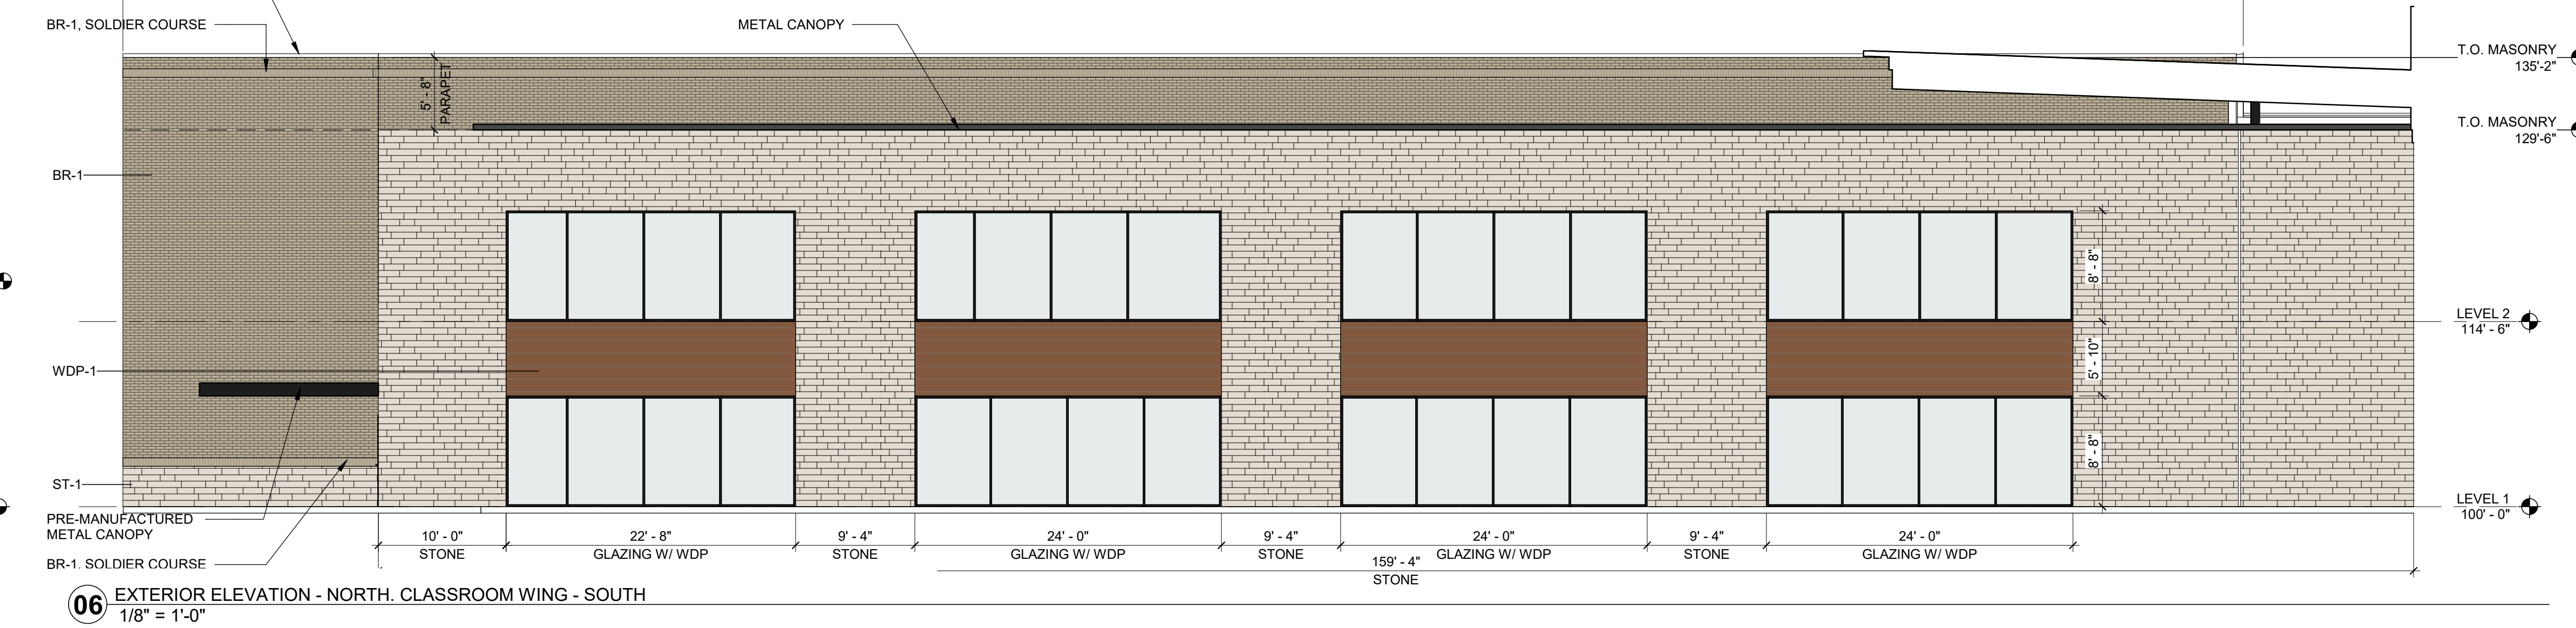 BR-1, SOLDIER COURSE
METAL CANOPY
T.O. MASONRY
135'-2"
5' - 8"
PARAPET
T.O. MASONRY
129'-6"
BR-1
8' - 8"
LEVEL 2
114' - 6"
5' - 10"
WDP-1
8' - 8"
ST-1
LEVEL 1
100' - 0"
PRE-MANUFACTURED
METAL CANOPY
10' - 0"
STONE
22' - 8"
GLAZING W/ WDP
9' - 4"
STONE
24' - 0"
GLAZING W/ WDP
9' - 4"
STONE
24' - 0"
GLAZING W/ WDP
9' - 4"
STONE
24' - 0"
GLAZING W/ WDP
BR-1, SOLDIER COURSE
159' - 4"
STONE
06
EXTERIOR ELEVATION - NORTH. CLASSROOM WING - SOUTH
1/8" = 1'-0"